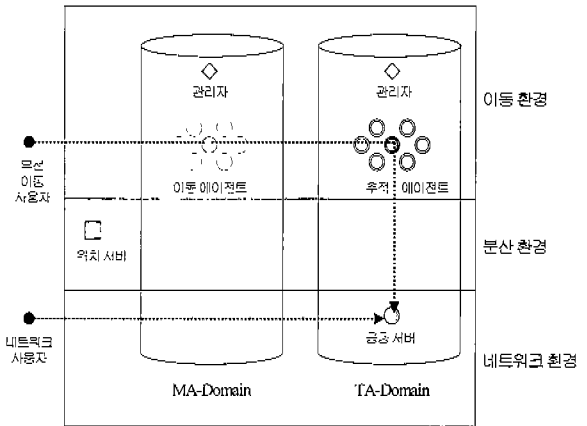 관리자
관리자
이동 환경
무선
이동
사용자
이동 에이전트
추적 에이전트
위치 서버
분산 환경
네트워크
사용자
공공 서버
네트워크 환경
MA-Domain
TA-Domain